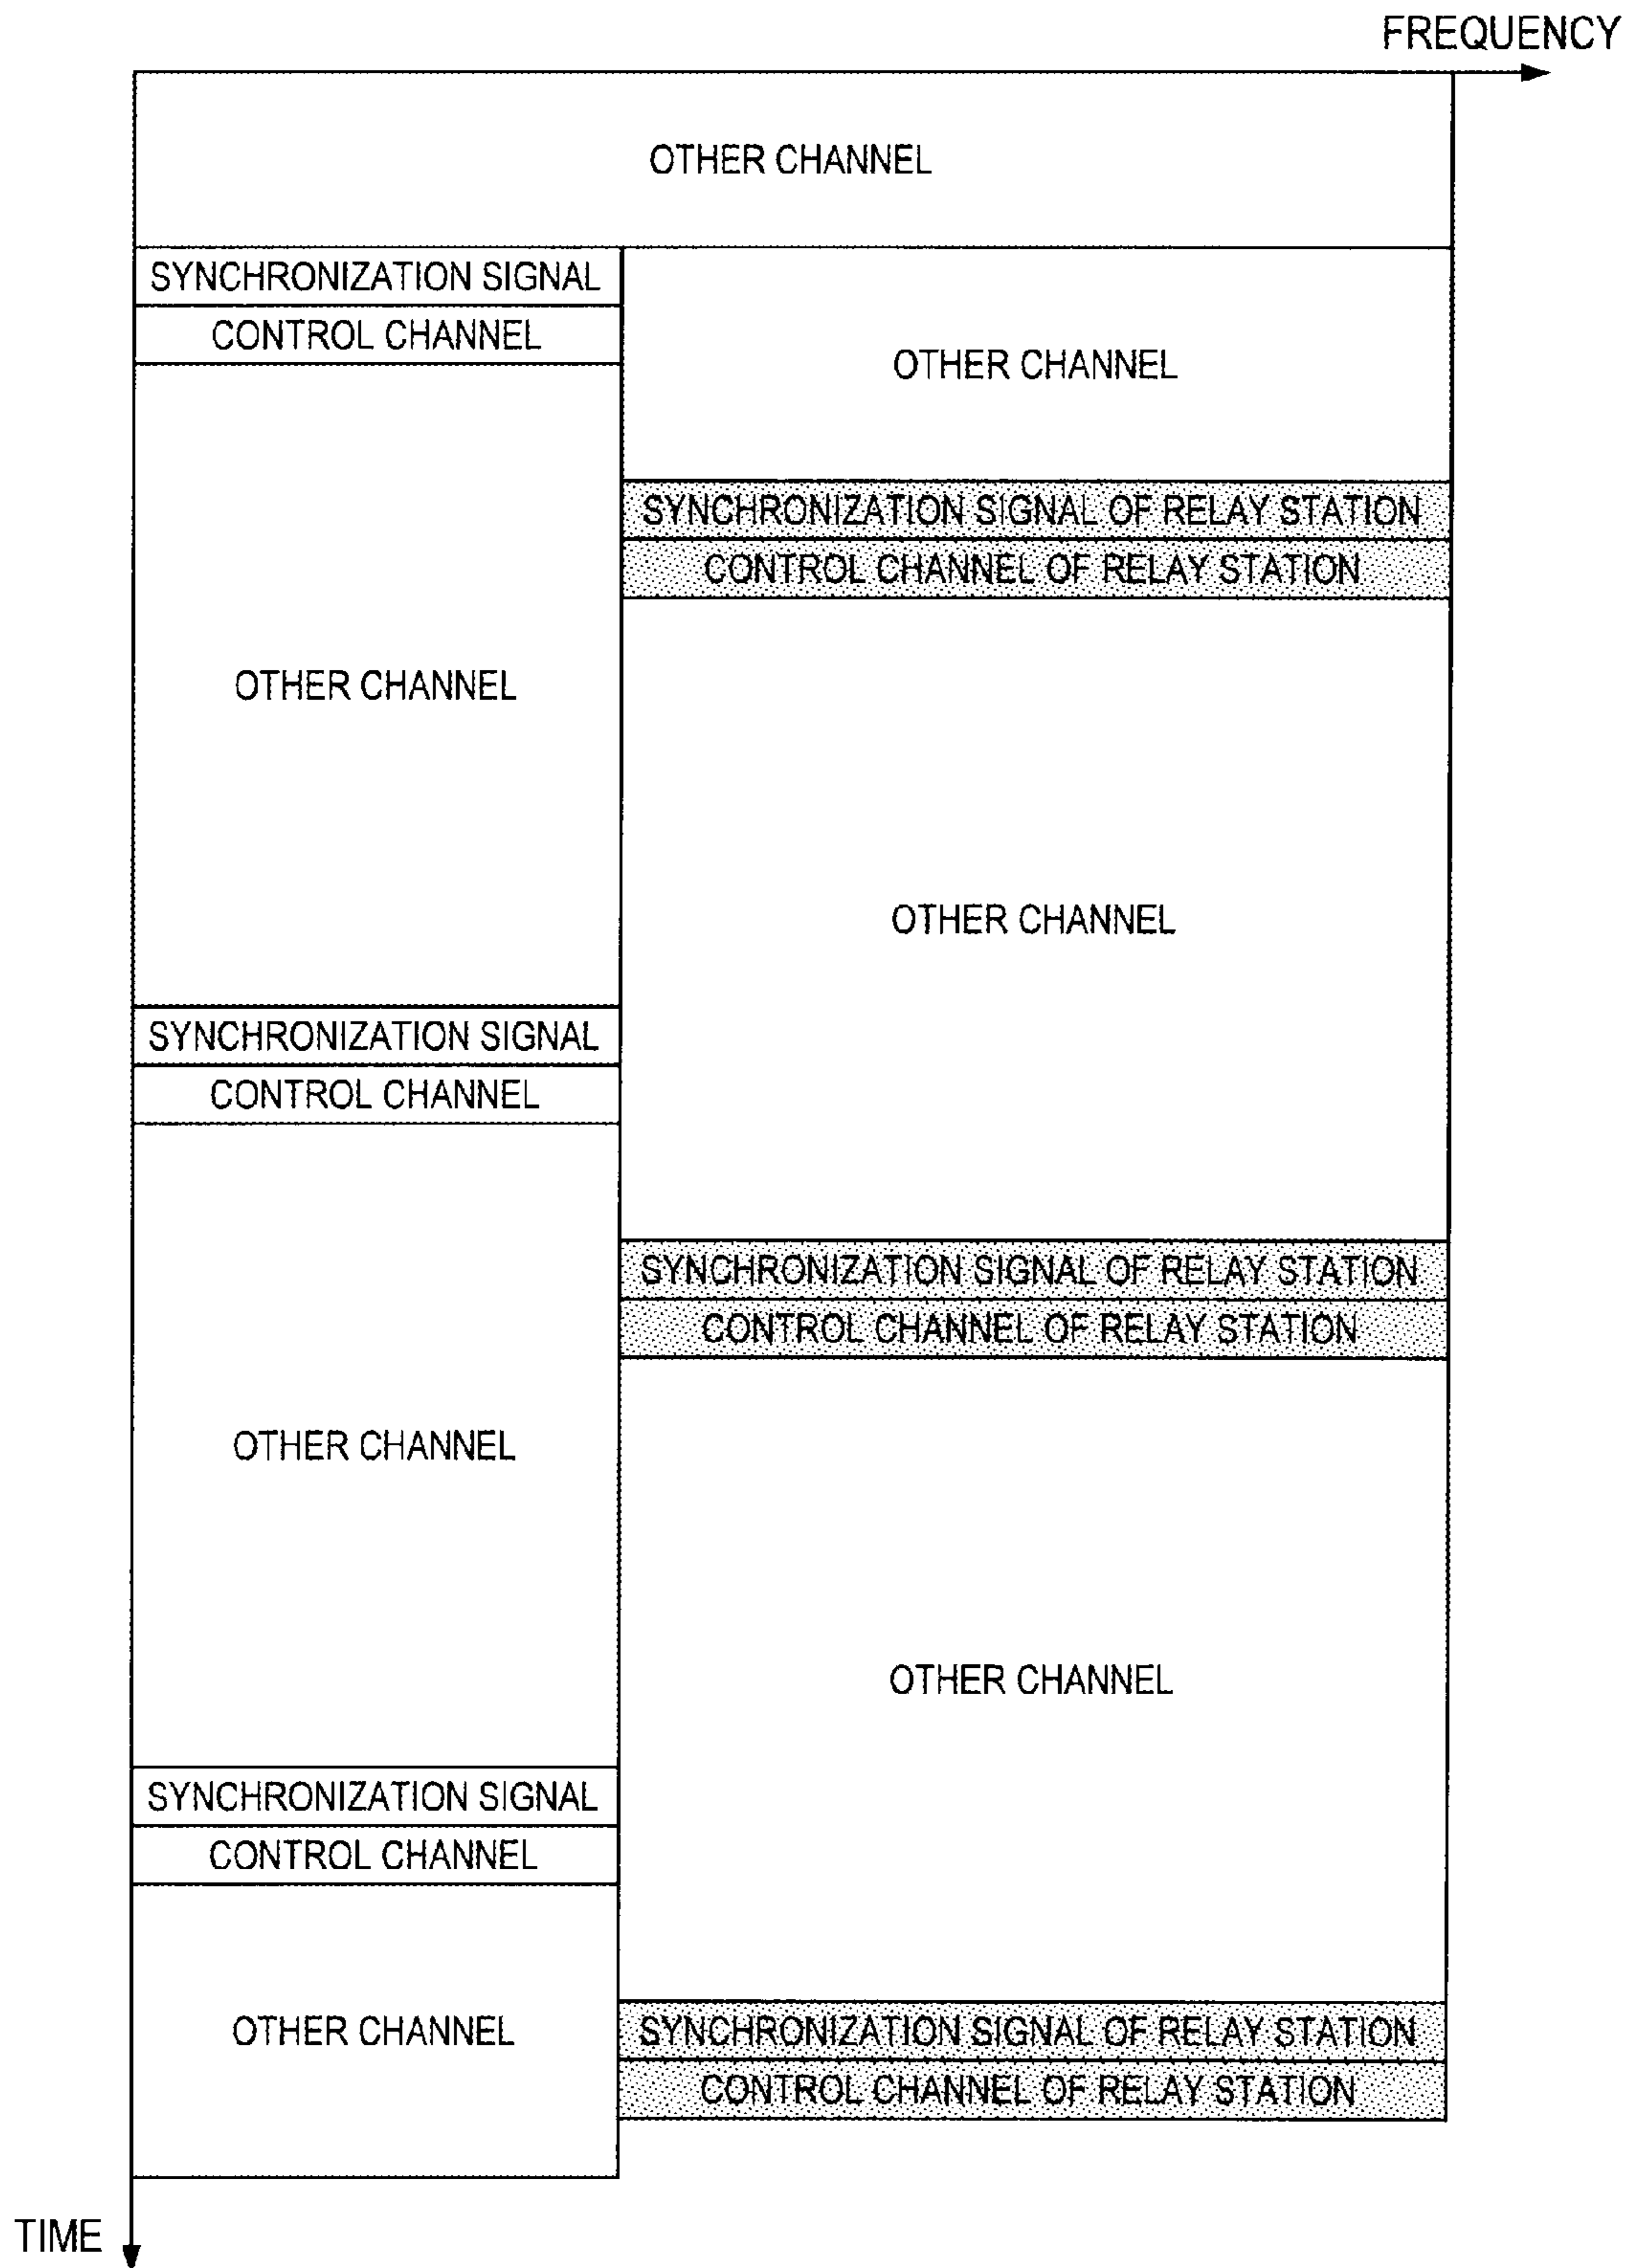 FREQUENCY
OTHER CHANNEL
SYNCHRONIZATION SIGNAL
CONTROL CHANNEL
OTHER CHANNEL
SYNCHRONIZATION SIGNAL OF RELAY STATION
CONTROL CHANNEL OF RELAY STATION
OTHER CHANNEL
OTHER CHANNEL
SYNCHRONIZATION SIGNAL
CONTROL CHANNEL
SYNCHRONIZATION SIGNAL OF RELAY STATION
CONTROL CHANNEL OF RELAY STATION
OTHER CHANNEL
OTHER CHANNEL
SYNCHRONIZATION SIGNAL
CONTROL CHANNEL
OTHER CHANNEL
SYNCHRONIZATION SIGNAL OF RELAY STATION
CONTROL CHANNEL OF RELAY STATION
TIME